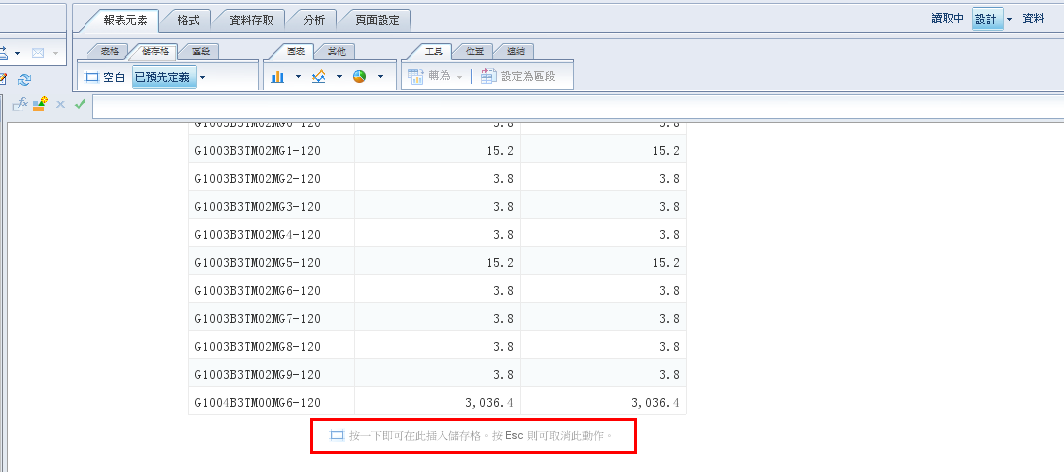 報表元素 格式 資料存取 分析 頁面設定 讀取中 設計 資料
表格 儲存格 區段 圖表 其他 工具 位置 連結
空白 已預先定義 轉為 設定為區段
fx
G1003B3TM02MG0-120 3.8 3.8
G1003B3TM02MG1-120 15.2 15.2
G1003B3TM02MG2-120 3.8 3.8
G1003B3TM02MG3-120 3.8 3.8
G1003B3TM02MG4-120 3.8 3.8
G1003B3TM02MG5-120 15.2 15.2
G1003B3TM02MG6-120 3.8 3.8
G1003B3TM02MG7-120 3.8 3.8
G1003B3TM02MG8-120 3.8 3.8
G1003B3TM02MG9-120 3.8 3.8
G1004B3TM00MG6-120 3,036.4 3,036.4
按一下即可在此插入儲存格。按 Esc 則可取消此動作。